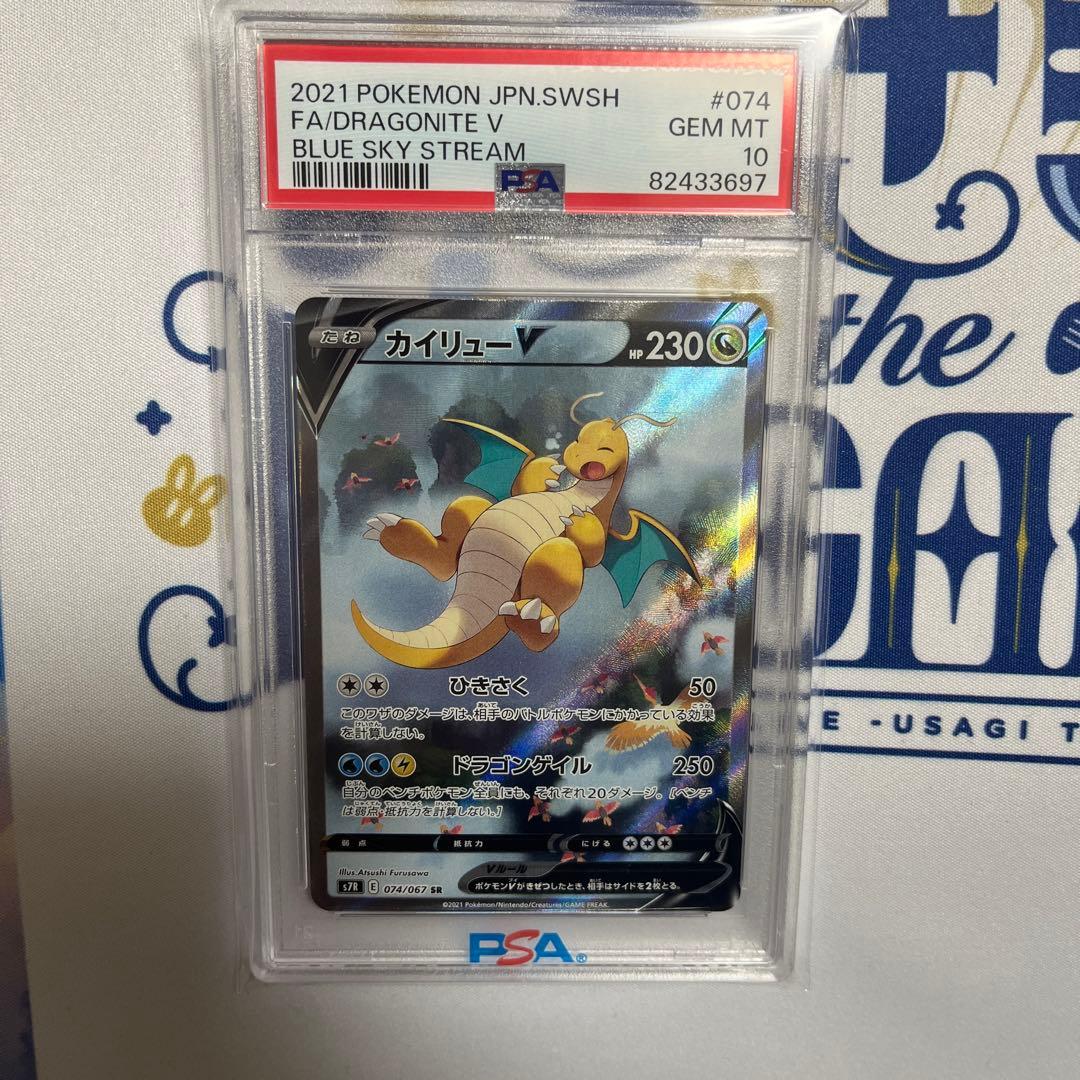 2021 POKEMON JPN.SWSH #074
FA/DRAGONITE V GEM MT
BLUE SKY STREAM 10
PSA 82433697
たね カイリューV HP 230
ひきさく 50
このワザのダメージは、相手のバトルポケモンにかかっている効果
を計算しない。
ドラゴンゲイル 250
自分のベンチポケモン全員にも、それぞれ20ダメージ。[ベンチ
は弱点・抵抗力を計算しない。]
弱点 抵抗力 にげる
Illus. Atsushi Furusawa
Vルール
ポケモンVがきぜつしたとき、相手はサイドを2枚とる。
s7R E 074/067 SR
©2021 Pokémon/Nintendo/Creatures/GAME FREAK.
PSA®
the
-USAGI